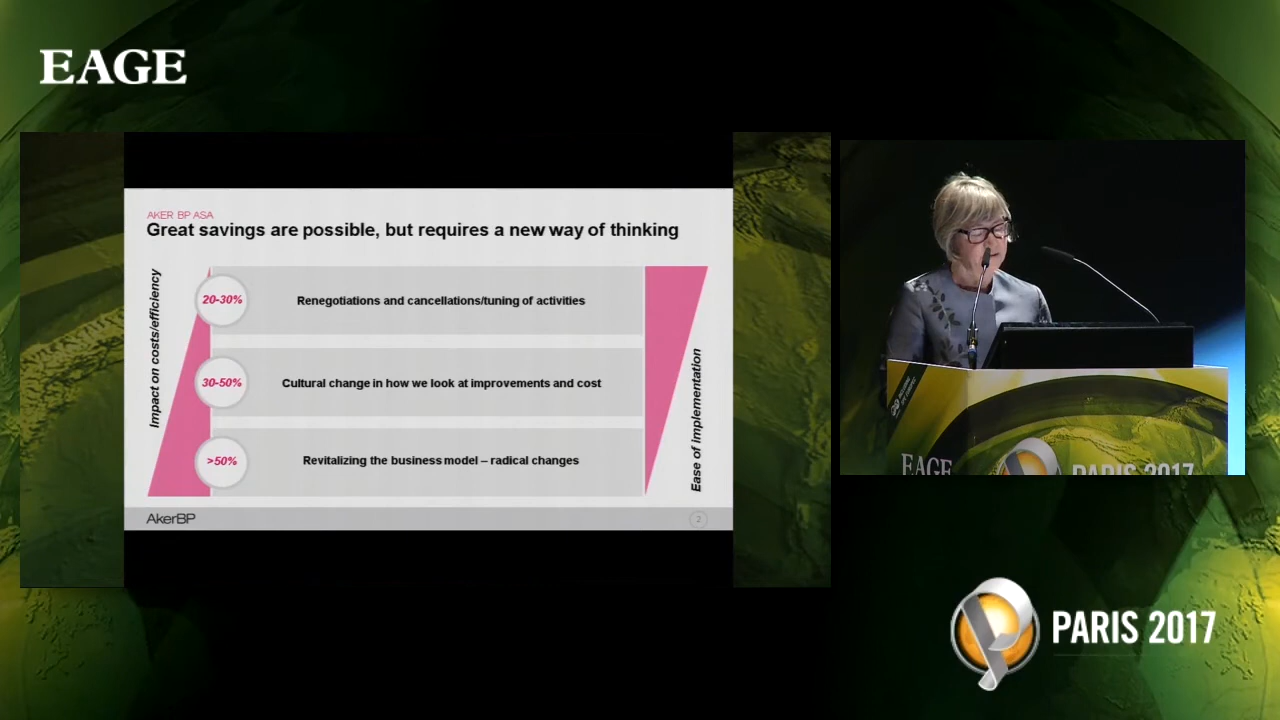 EAGE
AKER BP ASA
Great savings are possible, but requires a new way of thinking
Impact on costs/efficiency
20-30%
Renegotiations and cancellations/tuning of activities
30-50%
Cultural change in how we look at improvements and cost
>50%
Revitalizing the business model – radical changes
Ease of implementation
AkerBP
2
EAGE
PARIS 2017
PARIS 2017